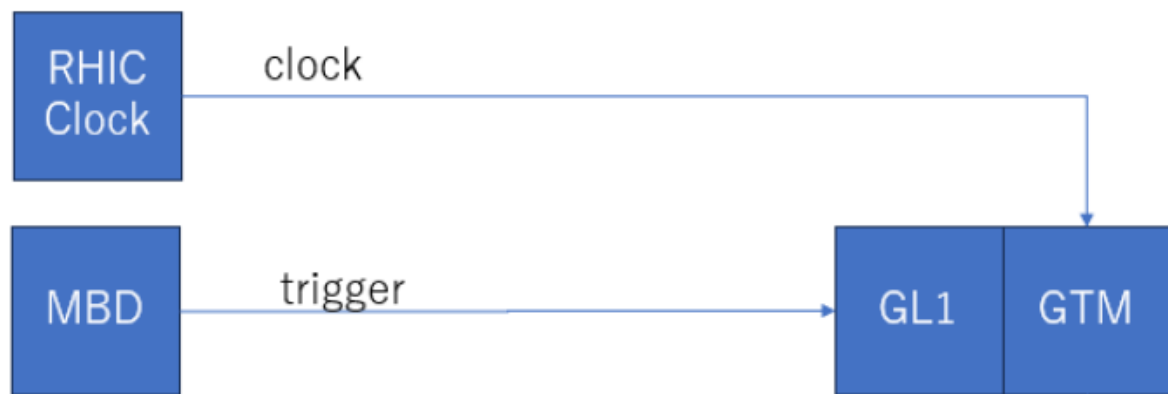 RHIC
Clock
clock
MBD
trigger
GL1
GTM